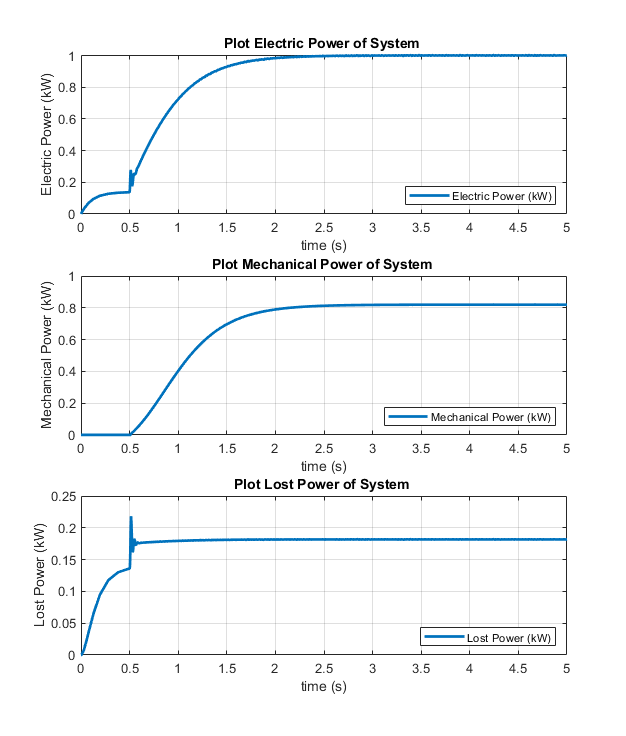 Plot Electric Power of System
Electric Power (kW)
1
0.8
0.6
0.4
0.2
0
Electric Power (kW)
0 0.5 1 1.5 2 2.5 3 3.5 4 4.5 5
time (s)
Plot Mechanical Power of System
Mechanical Power (kW)
1
0.8
0.6
0.4
0.2
0
Mechanical Power (kW)
0 0.5 1 1.5 2 2.5 3 3.5 4 4.5 5
time (s)
Plot Lost Power of System
Lost Power (kW)
0.25
0.2
0.15
0.1
0.05
0
Lost Power (kW)
0 0.5 1 1.5 2 2.5 3 3.5 4 4.5 5
time (s)